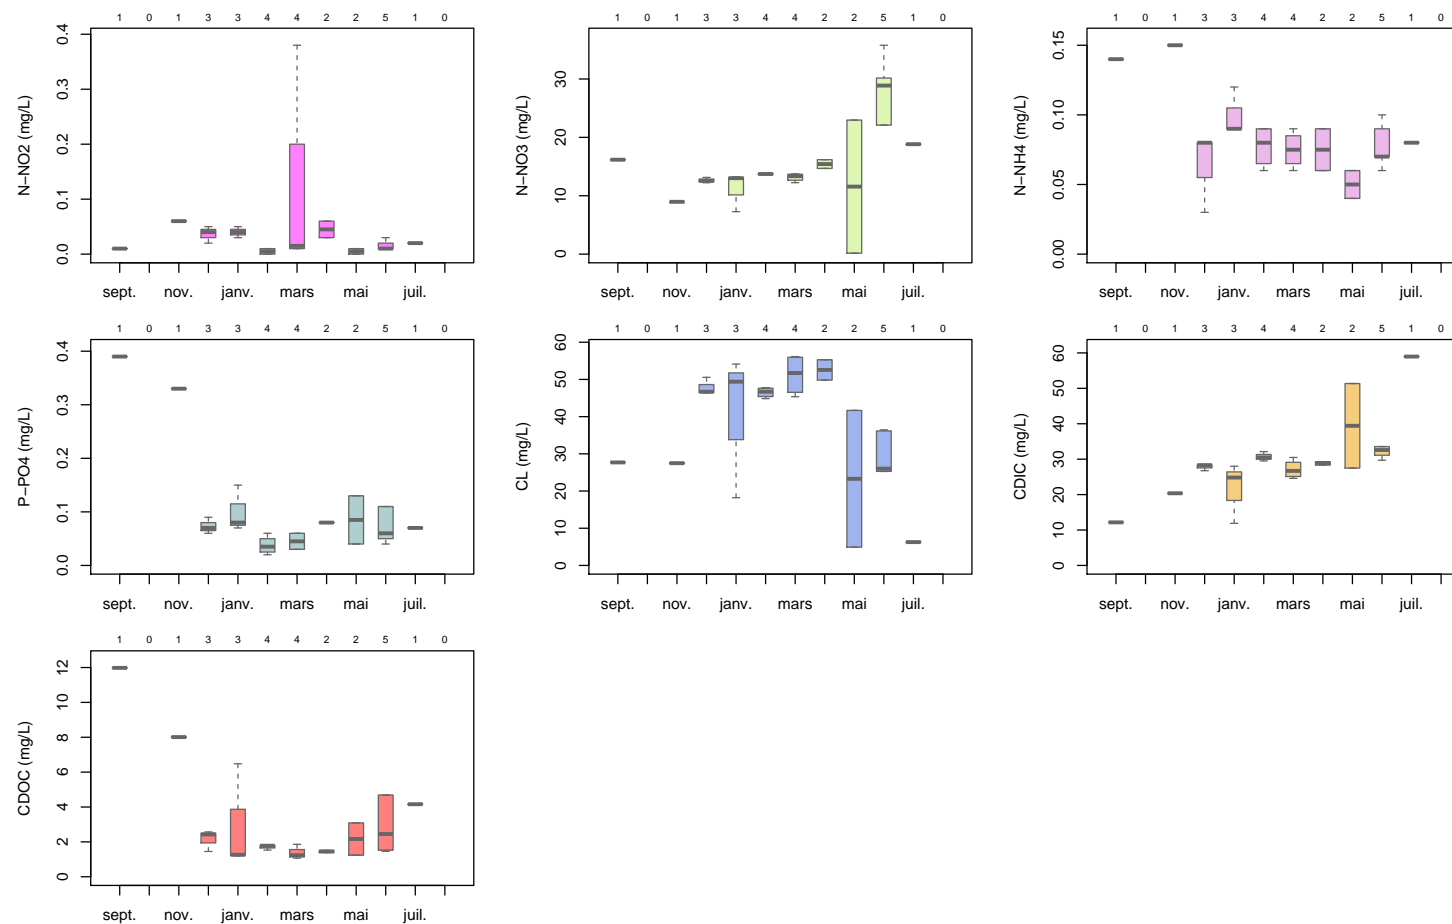 1 0 1 3 3 4 4 2 2 5 1 0
N−NO2 (mg/L)
0.4
0.3
0.2
0.1
0.0
sept. nov. janv. mars mai juil.
1 0 1 3 3 4 4 2 2 5 1 0
N−NO3 (mg/L)
30
20
10
0
sept. nov. janv. mars mai juil.
1 0 1 3 3 4 4 2 2 5 1 0
N−NH4 (mg/L)
0.15
0.10
0.05
0.00
sept. nov. janv. mars mai juil.
1 0 1 3 3 4 4 2 2 5 1 0
P−PO4 (mg/L)
0.4
0.3
0.2
0.1
0.0
sept. nov. janv. mars mai juil.
1 0 1 3 3 4 4 2 2 5 1 0
CL (mg/L)
60
50
40
30
20
10
0
sept. nov. janv. mars mai juil.
1 0 1 3 3 4 4 2 2 5 1 0
CDIC (mg/L)
60
50
40
30
20
10
0
sept. nov. janv. mars mai juil.
1 0 1 3 3 4 4 2 2 5 1 0
CDOC (mg/L)
12
10
8
6
4
2
0
sept. nov. janv. mars mai juil.